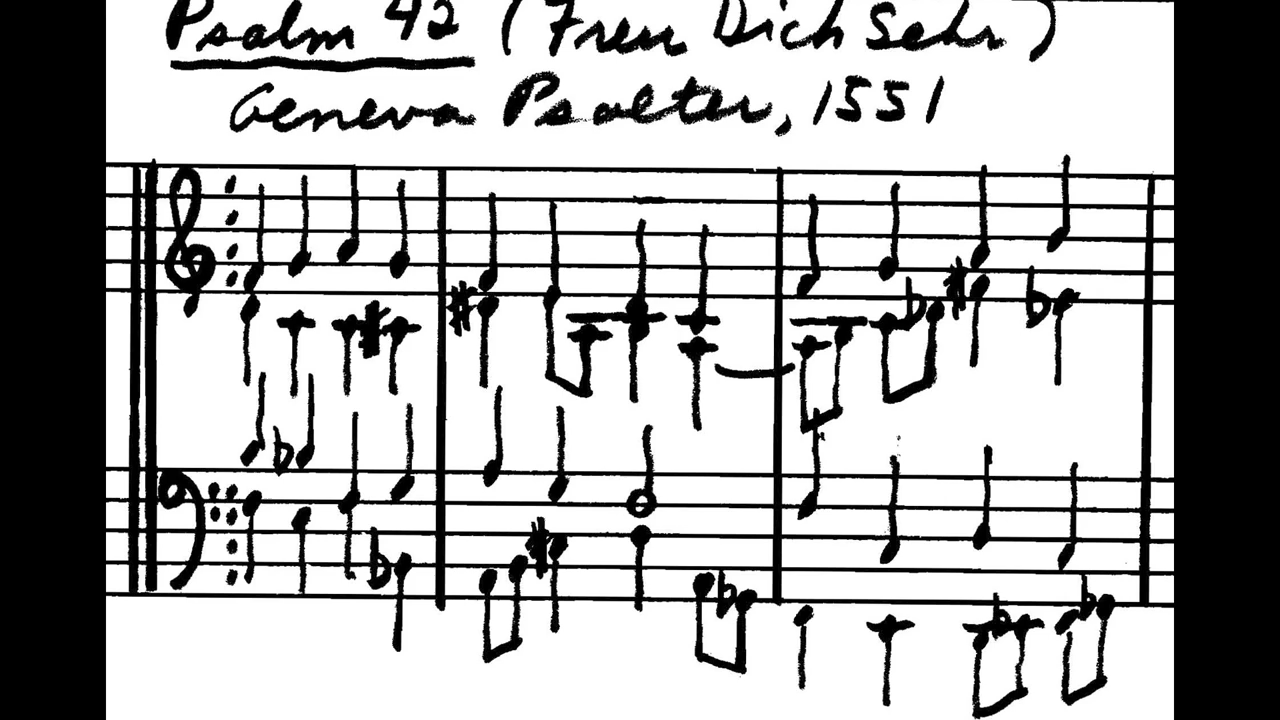 Psalm 42 (Freu Dich Sehr)
Geneva Psalter, 1551